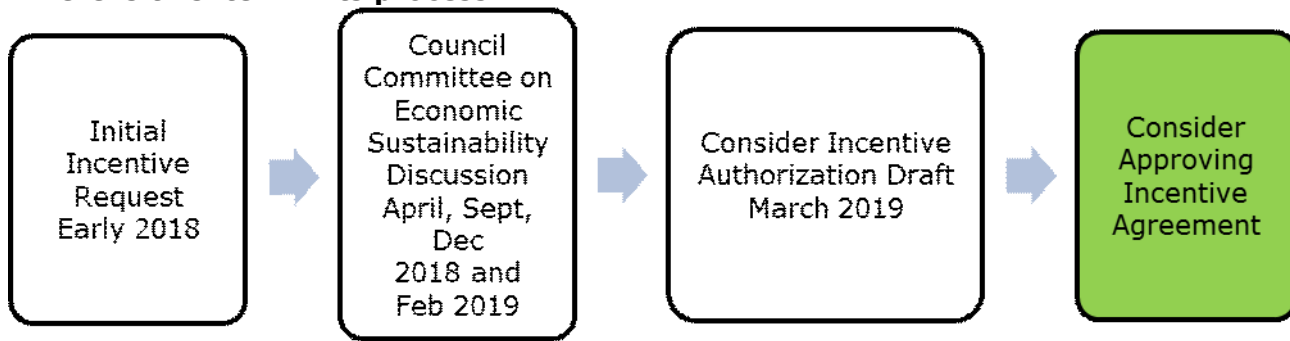 Initial
Incentive
Request
Early 2018
Council
Committee on
Economic
Sustainability
Discussion
April, Sept,
Dec
2018 and
Feb 2019
Consider Incentive
Authorization Draft
March 2019
Consider
Approving
Incentive
Agreement